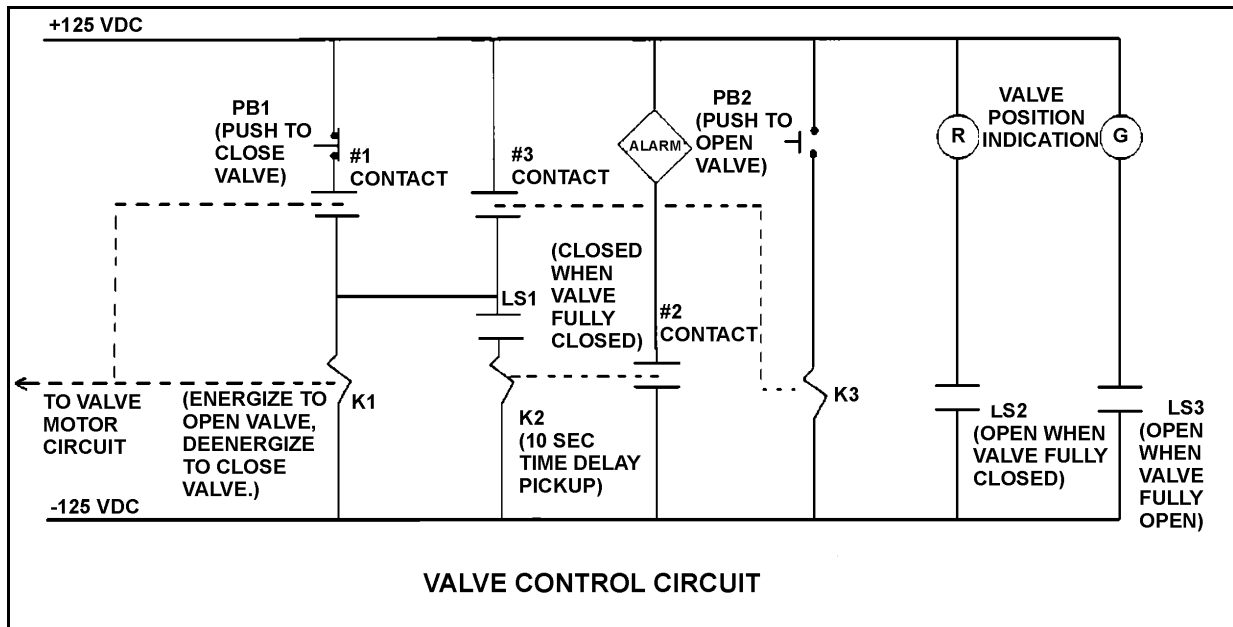 +125 VDC
PB1
(PUSH TO
CLOSE
VALVE)
#1
CONTACT
#3
CONTACT
ALARM
PB2
(PUSH TO
OPEN
VALVE)
R
VALVE
POSITION
INDICATION
G
(CLOSED
WHEN
VALVE
FULLY
CLOSED)
LS1
#2
CONTACT
TO VALVE
MOTOR
CIRCUIT
(ENERGIZE TO
OPEN VALVE,
DEENERGIZE
TO CLOSE
VALVE.)
K1
K2
(10 SEC
TIME DELAY
PICKUP)
K3
LS2
(OPEN WHEN
VALVE FULLY
CLOSED)
LS3
(OPEN
WHEN
VALVE
FULLY
OPEN)
-125 VDC
VALVE CONTROL CIRCUIT